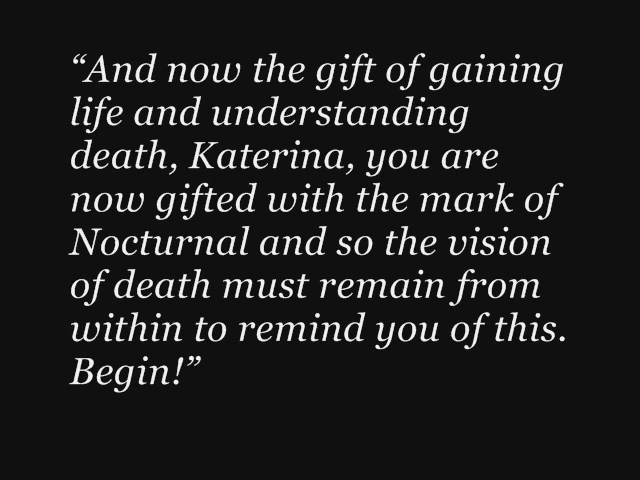 “And now the gift of gaining
life and understanding
death, Katerina, you are
now gifted with the mark of
Nocturnal and so the vision
of death must remain from
within to remind you of this.
Begin!”